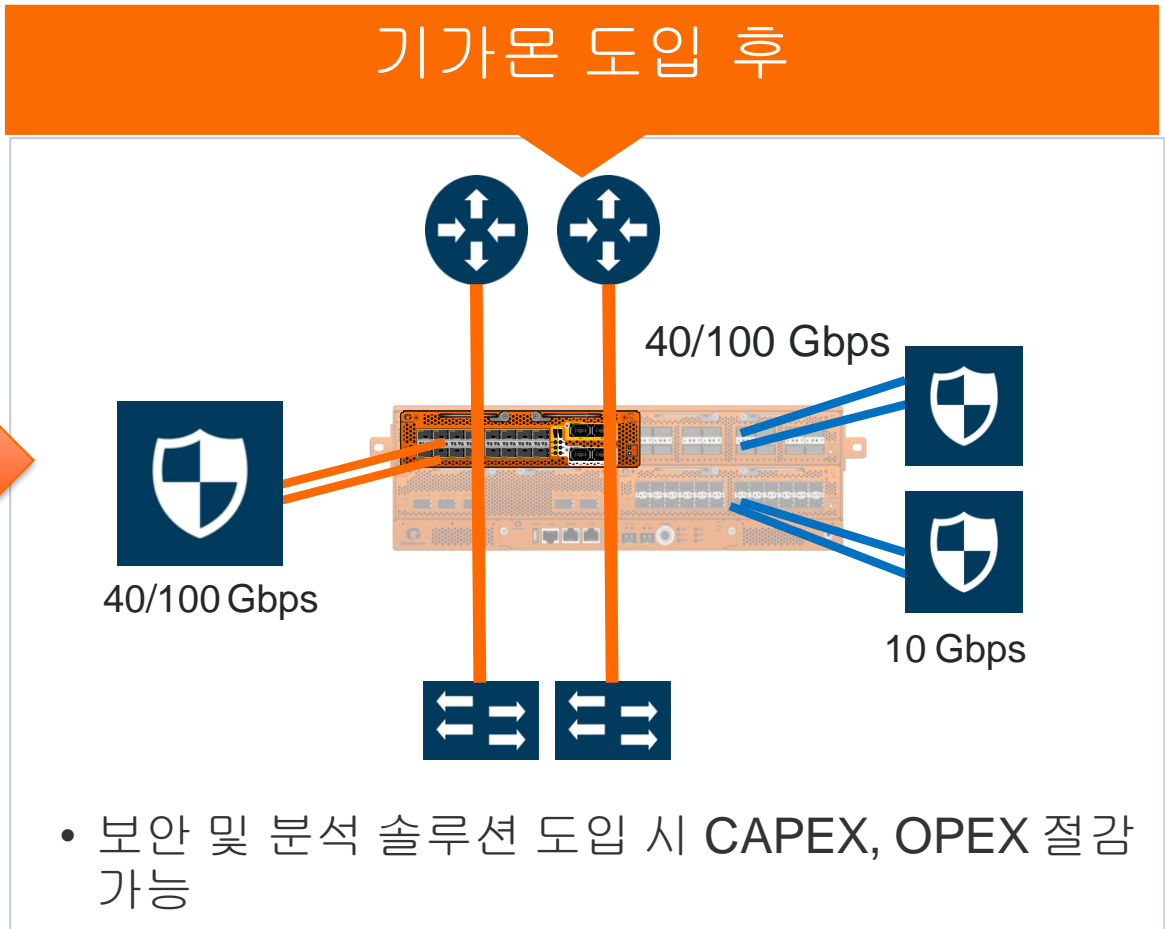 기가몬 도입 후
40/100 Gbps
40/100 Gbps
10 Gbps
• 보안 및 분석 솔루션 도입 시 CAPEX, OPEX 절감
가능